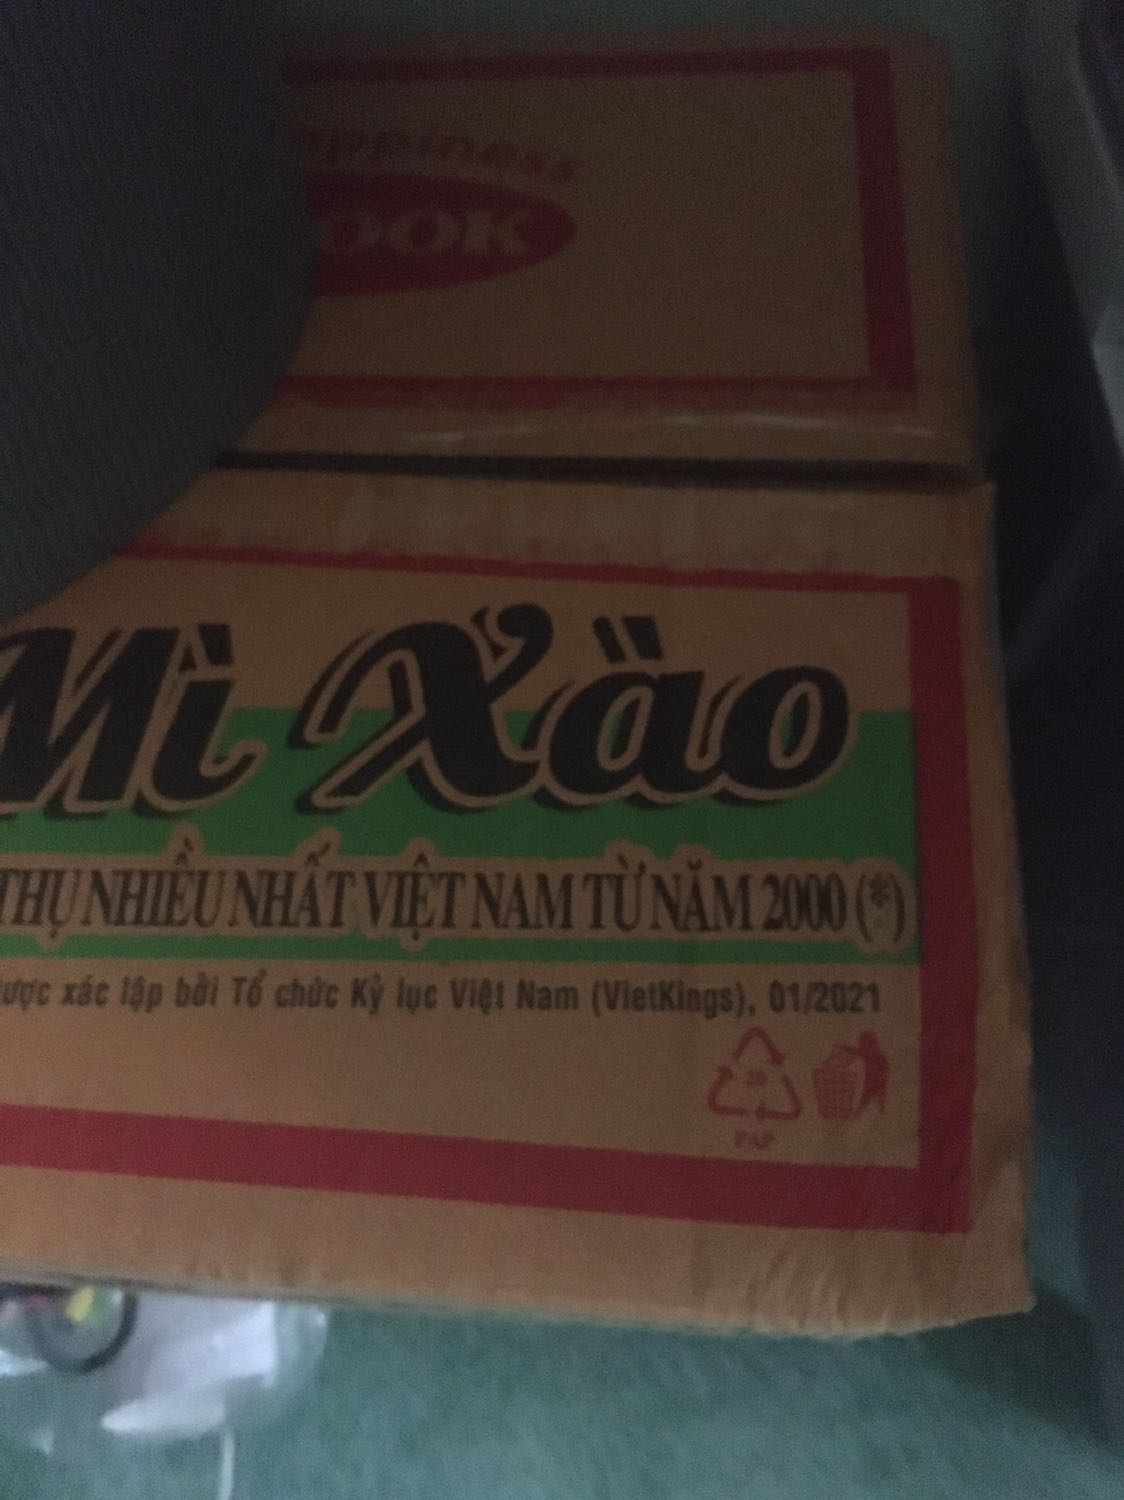 OOK
Mì Xào
THỤ NHIỀU NHẤT VIỆT NAM TỪ NĂM 2000 (*)
được xác lập bởi Tổ chức Kỷ lục Việt Nam (VietKings), 01/2021
PAP